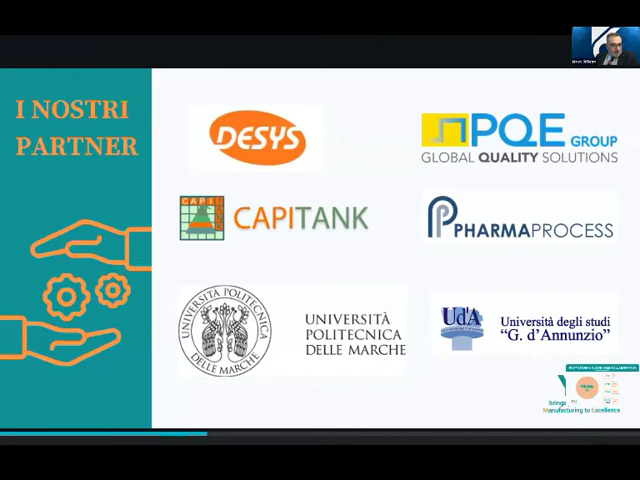 I NOSTRI
PARTNER
DESYS
PQE GROUP
GLOBAL QUALITY SOLUTIONS
CAPI
CAPITANK
PHARMAPROCESS
UNIVERSITÀ POLITECNICA
DELLE MARCHE
UNIVERSITÀ
POLITECNICA
DELLE MARCHE
Ud'A
Università degli studi
"G. d'Annunzio"
brings
Manufacturing to Excellence